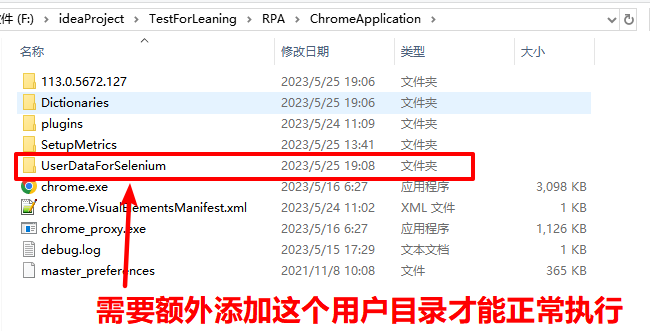 件 (F:) › ideaProject › TestForLeaning › RPA › ChromeApplication ›
名称 修改日期 类型 大小
113.0.5672.127 2023/5/25 19:06 文件夹
Dictionaries 2023/5/25 19:06 文件夹
plugins 2023/5/24 11:09 文件夹
SetupMetrics 2023/5/25 13:41 文件夹
UserDataForSelenium 2023/5/25 19:08 文件夹
chrome.exe 2023/5/16 6:27 应用程序 3,098 KB
chrome.VisualElementsManifest.xml 2023/5/24 11:02 XML 文件 1 KB
chrome_proxy.exe 2023/5/16 6:27 应用程序 1,126 KB
debug.log 2023/5/15 17:29 文本文档 1 KB
master_preferences 2021/11/8 10:08 文件 365 KB
需要额外添加这个用户目录才能正常执行